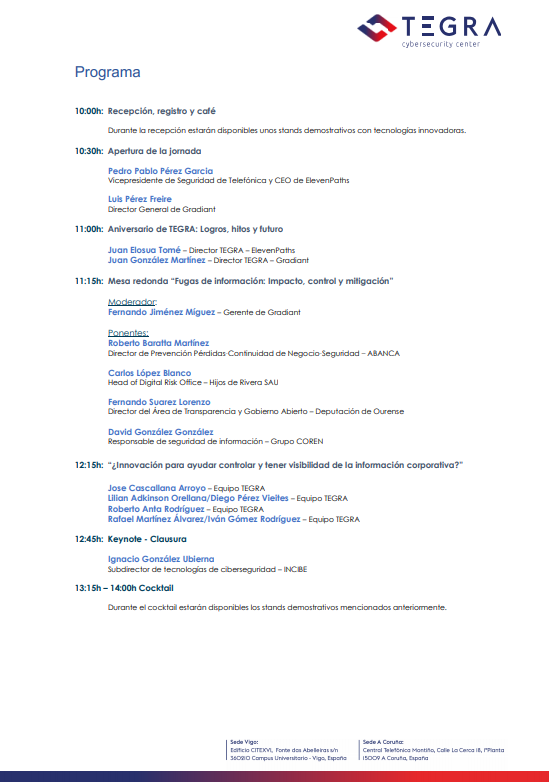 TEGRA
cybersecurity center
Programa
10:00h: Recepción, registro y café
Durante la recepción estarán disponibles unos stands demostrativos con tecnologías innovadoras.
10:30h: Apertura de la jornada
Pedro Pablo Pérez García
Vicepresidente de Seguridad de Telefónica y CEO de ElevenPaths
Luis Pérez Freire
Director General de Gradiant
11:00h: Aniversario de TEGRA: Logros, hitos y futuro
Juan Elosua Tomé – Director TEGRA – ElevenPaths
Juan González Martínez – Director TEGRA – Gradiant
11:15h: Mesa redonda "Fugas de información: Impacto, control y mitigación"
Moderador:
Fernando Jiménez Míguez – Gerente de Gradiant
Ponentes:
Roberto Baratta Martínez
Director de Prevención Pérdidas·Continuidad de Negocio·Seguridad – ABANCA
Carlos López Blanco
Head of Digital Risk Office – Hijos de Rivera SAU
Fernando Suarez Lorenzo
Director del Área de Transparencia y Gobierno Abierto – Deputación de Ourense
David González González
Responsable de seguridad de información – Grupo COREN
12:15h: "¿Innovación para ayudar controlar y tener visibilidad de la información corporativa?"
Jose Cascallana Arroyo – Equipo TEGRA
Lilian Adkinson Orellana/Diego Pérez Vieites – Equipo TEGRA
Roberto Anta Rodríguez – Equipo TEGRA
Rafael Martínez Álvarez/Iván Gómez Rodríguez – Equipo TEGRA
12:45h: Keynote - Clausura
Ignacio González Ubierna
Subdirector de tecnologías de ciberseguridad – INCIBE
13:15h – 14:00h Cocktail
Durante el cocktail estarán disponibles los stands demostrativos mencionados anteriormente.
Sede Vigo:
Edificio CITEXVI, Fonte das Abelleiras s/n
36O2IO Campus Universitario - Vigo, España
Sede A Coruña:
Central Telefónica Montiño, Calle La Cerca 18, 1ªPlanta
15009 A Coruña, España